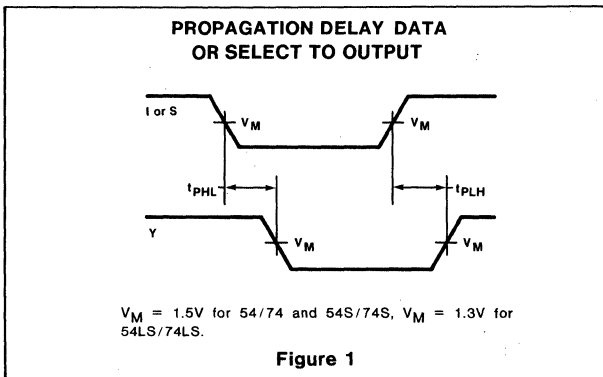 PROPAGATION DELAY DATA
OR SELECT TO OUTPUT
I or S
VM
VM
tPHL
tPLH
Y
VM
VM
VM = 1.5V for 54/74 and 54S/74S, VM = 1.3V for
54LS/74LS.
Figure 1